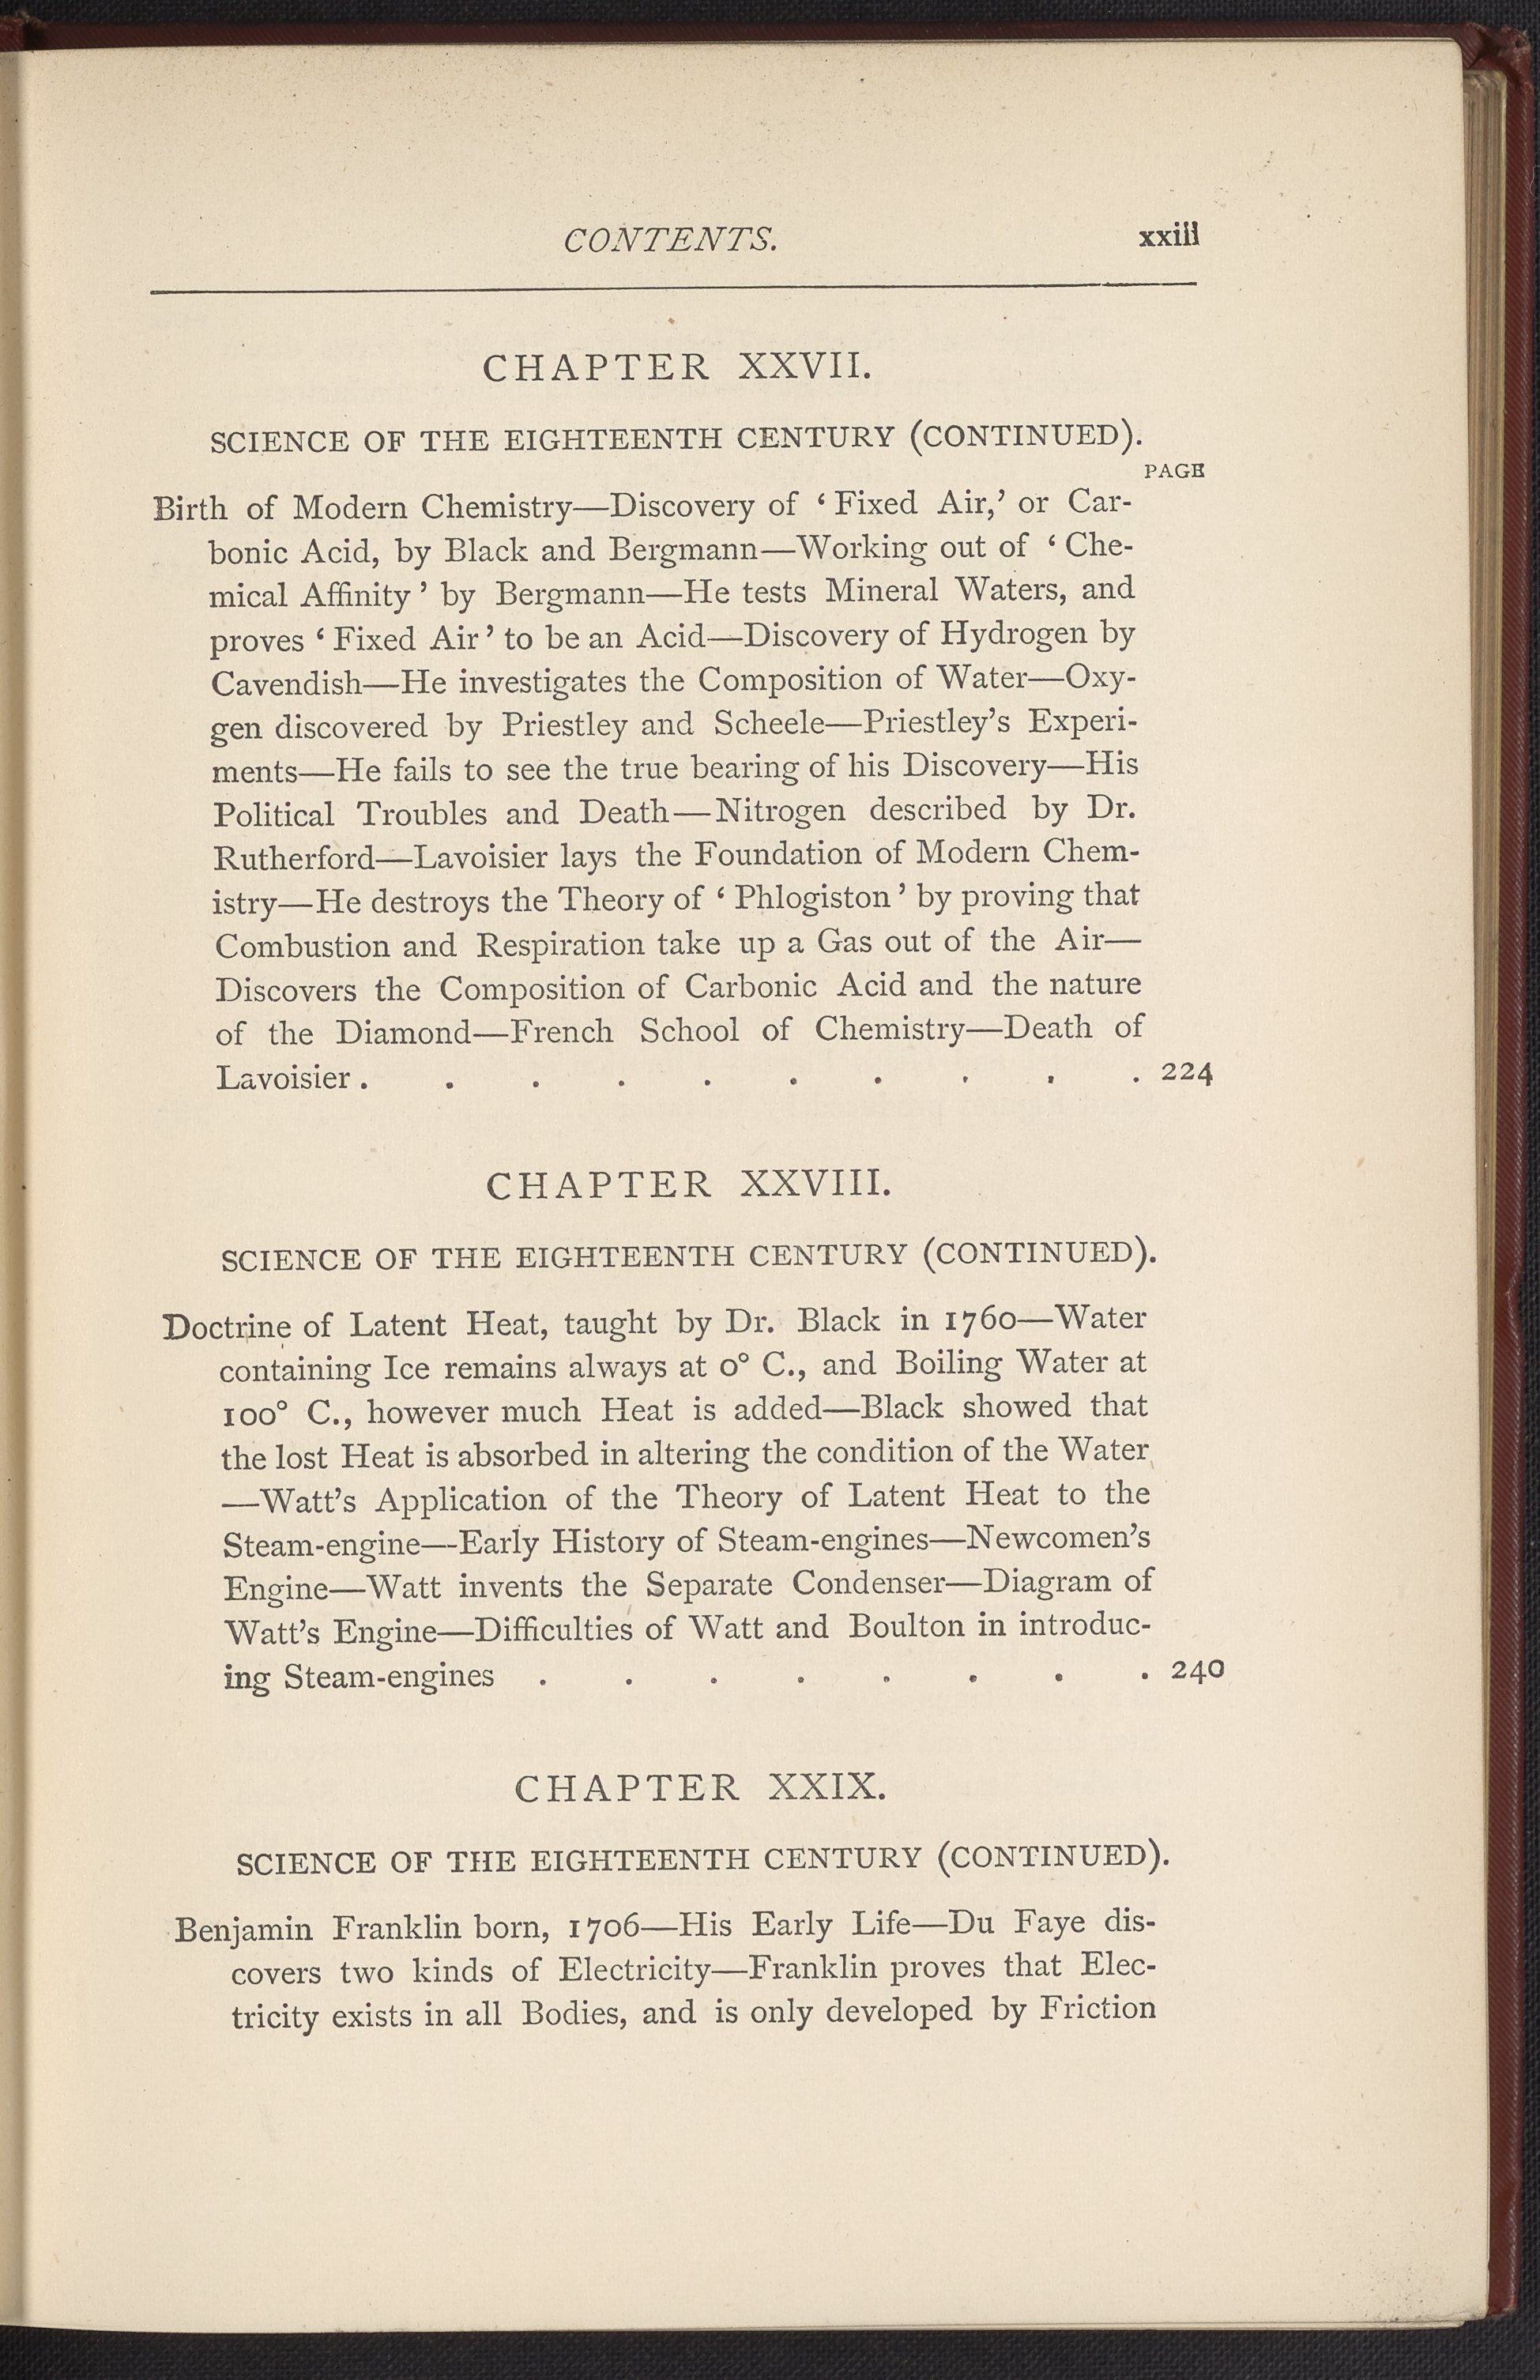 CONTENTS. xxiii
CHAPTER XXVII.
SCIENCE OF THE EIGHTEENTH CENTURY (CONTINUED).
PAGE
Birth of Modern Chemistry—Discovery of ‘Fixed Air,’ or Car-
bonic Acid, by Black and Bergmann—Working out of ‘Che-
mical Affinity’ by Bergmann—He tests Mineral Waters, and
proves ‘Fixed Air’ to be an Acid—Discovery of Hydrogen by
Cavendish—He investigates the Composition of Water—Oxy-
gen discovered by Priestley and Scheele—Priestley’s Experi-
ments—He fails to see the true bearing of his Discovery—His
Political Troubles and Death—Nitrogen described by Dr.
Rutherford—Lavoisier lays the Foundation of Modern Chem-
istry—He destroys the Theory of ‘Phlogiston’ by proving that
Combustion and Respiration take up a Gas out of the Air—
Discovers the Composition of Carbonic Acid and the nature
of the Diamond—French School of Chemistry—Death of
Lavoisier . . . . . . . . . . 224
CHAPTER XXVIII.
SCIENCE OF THE EIGHTEENTH CENTURY (CONTINUED).
Doctrine of Latent Heat, taught by Dr. Black in 1760—Water
containing Ice remains always at 0° C., and Boiling Water at
100° C., however much Heat is added—Black showed that
the lost Heat is absorbed in altering the condition of the Water
—Watt’s Application of the Theory of Latent Heat to the
Steam-engine—Early History of Steam-engines—Newcomen’s
Engine—Watt invents the Separate Condenser—Diagram of
Watt’s Engine—Difficulties of Watt and Boulton in introduc-
ing Steam-engines . . . . . . . . 240
CHAPTER XXIX.
SCIENCE OF THE EIGHTEENTH CENTURY (CONTINUED).
Benjamin Franklin born, 1706—His Early Life—Du Faye dis-
covers two kinds of Electricity—Franklin proves that Elec-
tricity exists in all Bodies, and is only developed by Friction